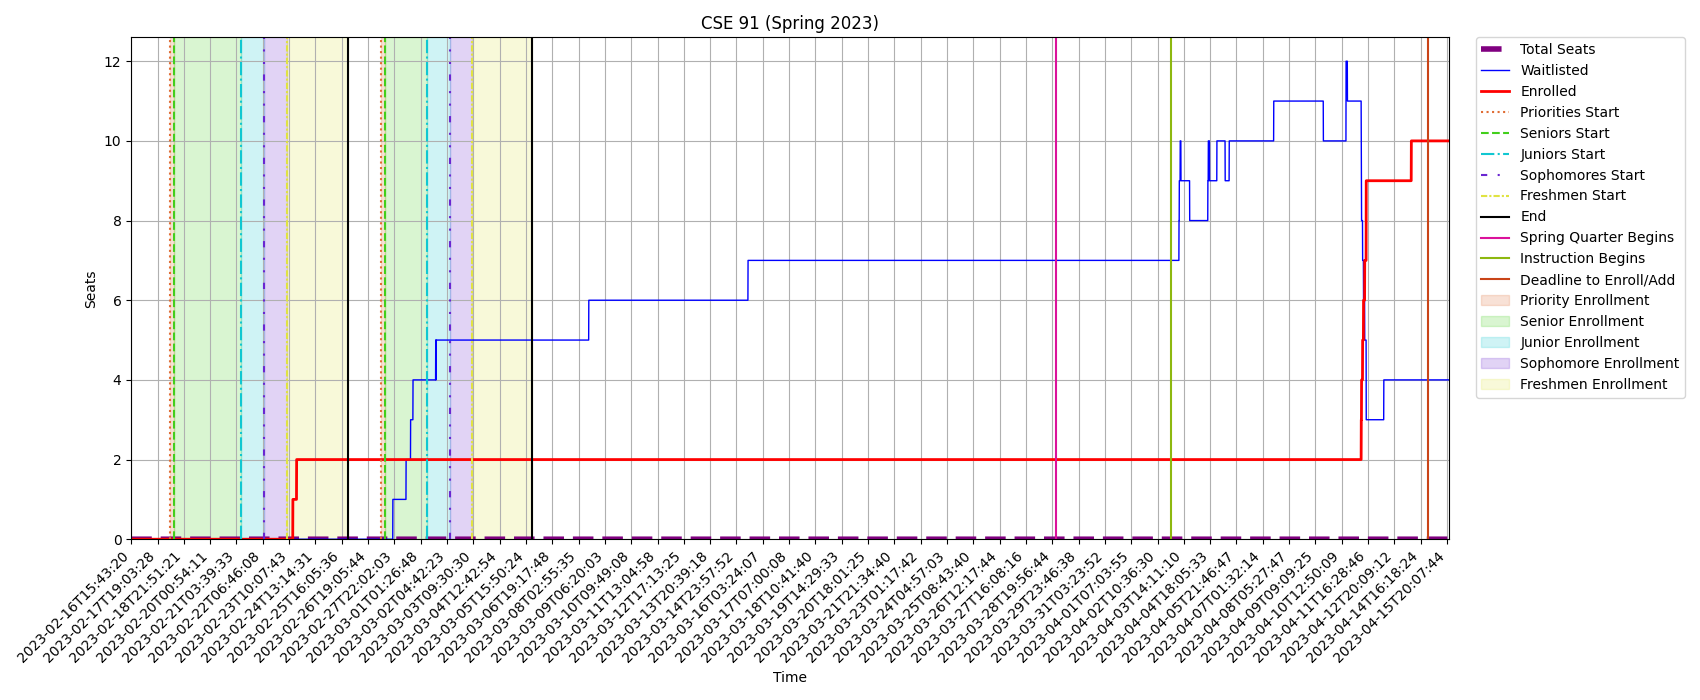 CSE 91 (Spring 2023)
12
10
8
6
4
2
0
Seats
2023-02-16T15:43:20
2023-02-17T19:03:28
2023-02-18T21:51:21
2023-02-20T00:54:11
2023-02-21T03:39:33
2023-02-22T06:46:08
2023-02-23T10:07:43
2023-02-24T13:14:31
2023-02-25T16:05:36
2023-02-26T19:05:44
2023-02-27T22:02:03
2023-03-01T01:26:48
2023-03-02T04:42:23
2023-03-03T09:30:30
2023-03-04T12:42:54
2023-03-05T15:50:24
2023-03-06T19:17:48
2023-03-08T02:55:35
2023-03-09T06:20:03
2023-03-10T09:49:08
2023-03-11T13:04:58
2023-03-12T17:13:25
2023-03-13T20:39:18
2023-03-14T23:57:52
2023-03-16T03:24:07
2023-03-17T07:00:08
2023-03-18T10:41:40
2023-03-19T14:29:33
2023-03-20T18:01:25
2023-03-21T21:34:40
2023-03-23T01:17:42
2023-03-24T04:57:03
2023-03-25T08:43:40
2023-03-26T12:17:44
2023-03-27T16:08:16
2023-03-28T19:56:44
2023-03-29T23:46:38
2023-03-31T03:23:52
2023-04-01T07:03:55
2023-04-02T10:36:30
2023-04-03T14:11:10
2023-04-04T18:05:33
2023-04-05T21:46:47
2023-04-07T01:32:14
2023-04-08T05:27:47
2023-04-09T09:09:25
2023-04-10T12:50:09
2023-04-11T16:28:46
2023-04-12T20:09:12
2023-04-14T16:18:24
2023-04-15T20:07:44
Time
Total Seats
Waitlisted
Enrolled
Priorities Start
Seniors Start
Juniors Start
Sophomores Start
Freshmen Start
End
Spring Quarter Begins
Instruction Begins
Deadline to Enroll/Add
Priority Enrollment
Senior Enrollment
Junior Enrollment
Sophomore Enrollment
Freshmen Enrollment